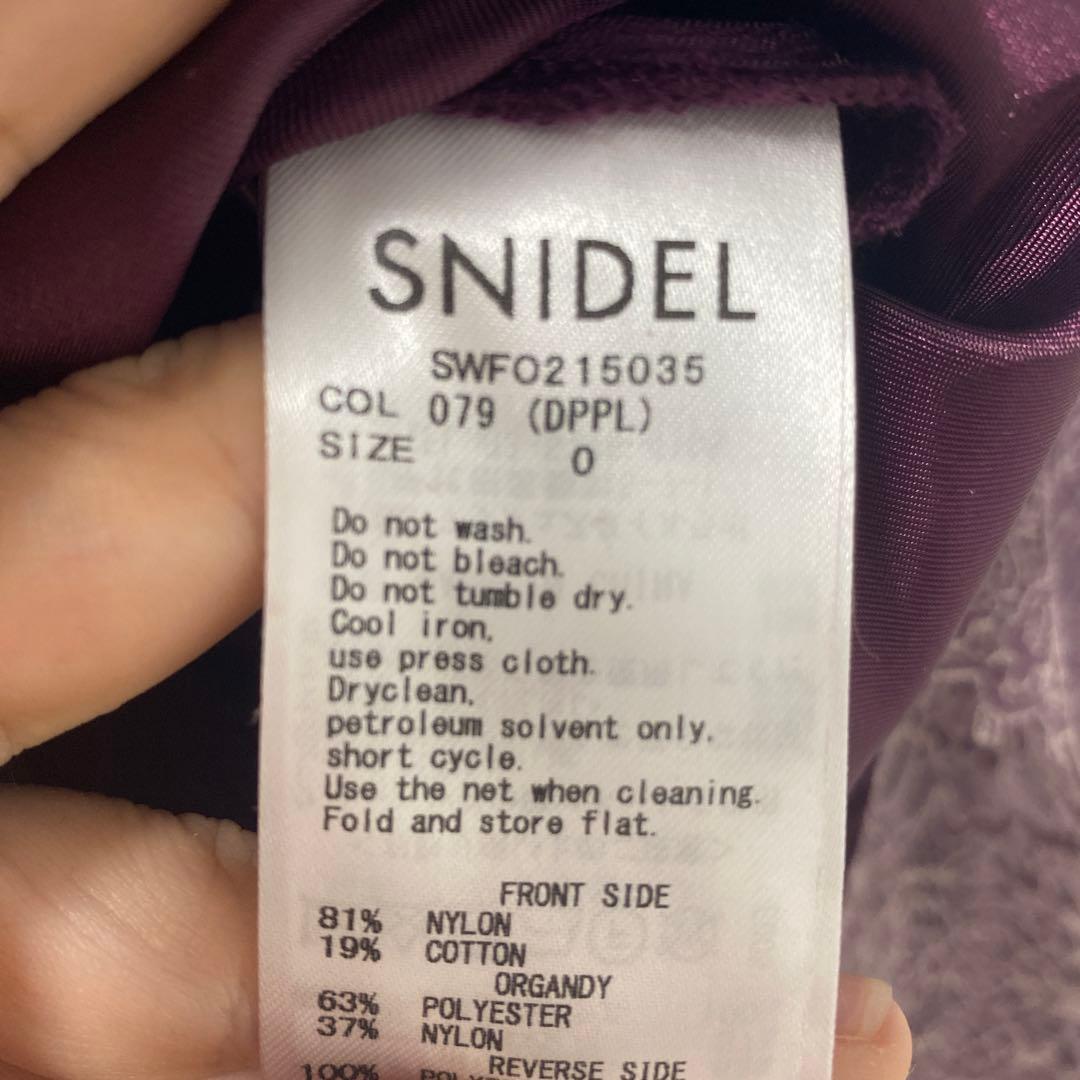 SNIDEL
SWFO215035
COL 079 (DPPL)
SIZE 0
Do not wash.
Do not bleach.
Do not tumble dry.
Cool iron,
use press cloth.
Dryclean,
petroleum solvent only,
short cycle.
Use the net when cleaning.
Fold and store flat.
FRONT SIDE
81% NYLON
19% COTTON
ORGANDY
63% POLYESTER
37% NYLON
REVERSE SIDE
100%